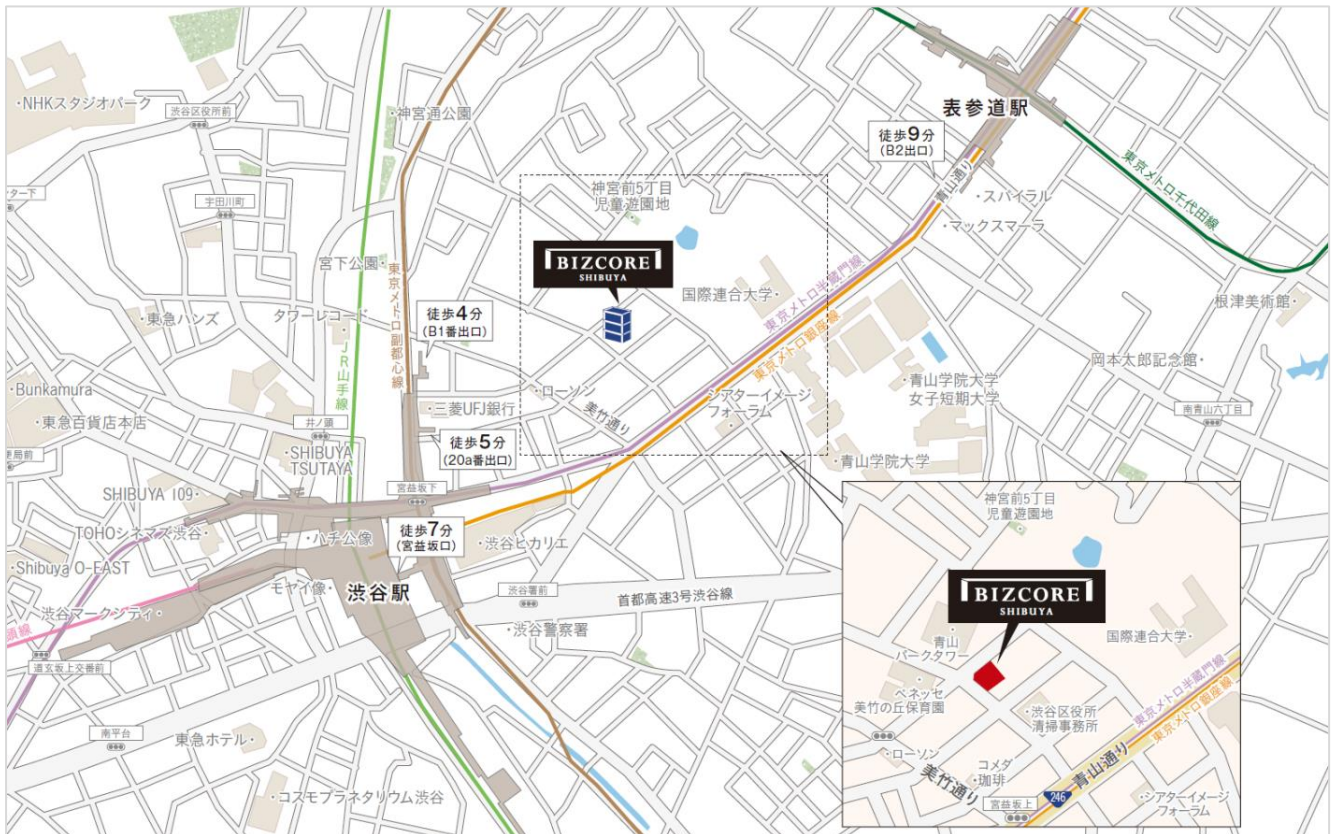 ・NHKスタジオパーク
渋谷区役所前
・神宮通公園
表参道駅
徒歩9分
(B2出口)
青山通り
・スパイラル
・マックスマーラ
東京メトロ千代田線
ター下
宇田川町
神宮前5丁目
児童遊園地
BIZCORE
SHIBUYA
宮下公園・
東京メトロ副都心線
徒歩4分
(B1番出口)
国際連合大学・
東京メトロ半蔵門線
東京メトロ銀座線
根津美術館・
・東急ハンズ
タワーレコード
JR山手線
岡本太郎記念館・
Bunkamura
・東急百貨店本店
井ノ頭
・ローソン
美竹通り
・三菱UFJ銀行
シアターイメージ
フォーラム
・青山学院大学
女子短期大学
南青山六丁目
便局前
・SHIBUYA
TSUTAYA
徒歩5分
(20a番出口)
・青山学院大学
SHIBUYA 109・
宮益坂下
TOHOシネマズ渋谷・
・ハチ公像
徒歩7分
(宮益坂口)
・渋谷ヒカリエ
・Shibuya O-EAST
モヤイ像・
渋谷駅
渋谷署前
首都高速3号渋谷線
・渋谷マークシティ・
頭線
・渋谷警察署
道玄坂上交番前
南平台
東急ホテル・
・コスモプラネタリウム渋谷
神宮前5丁目
児童遊園地
BIZCORE
SHIBUYA
国際連合大学・
・青山
パークタワー
・ベネッセ
美竹の丘保育園
・渋谷区役所
清掃事務所
東京メトロ半蔵門線
東京メトロ銀座線
・ローソン
美竹通り
コメダ
珈琲
246
青山通り
宮益坂上
・シアターイメージ
フォーラム